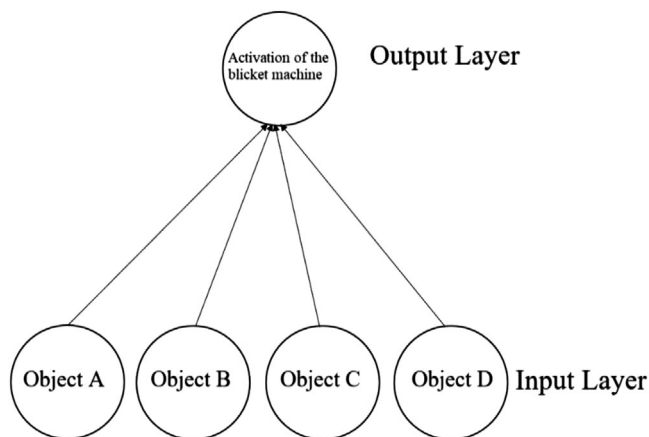 Activation of the
blicket machine
Output Layer
Object A
Object B
Object C
Object D
Input Layer